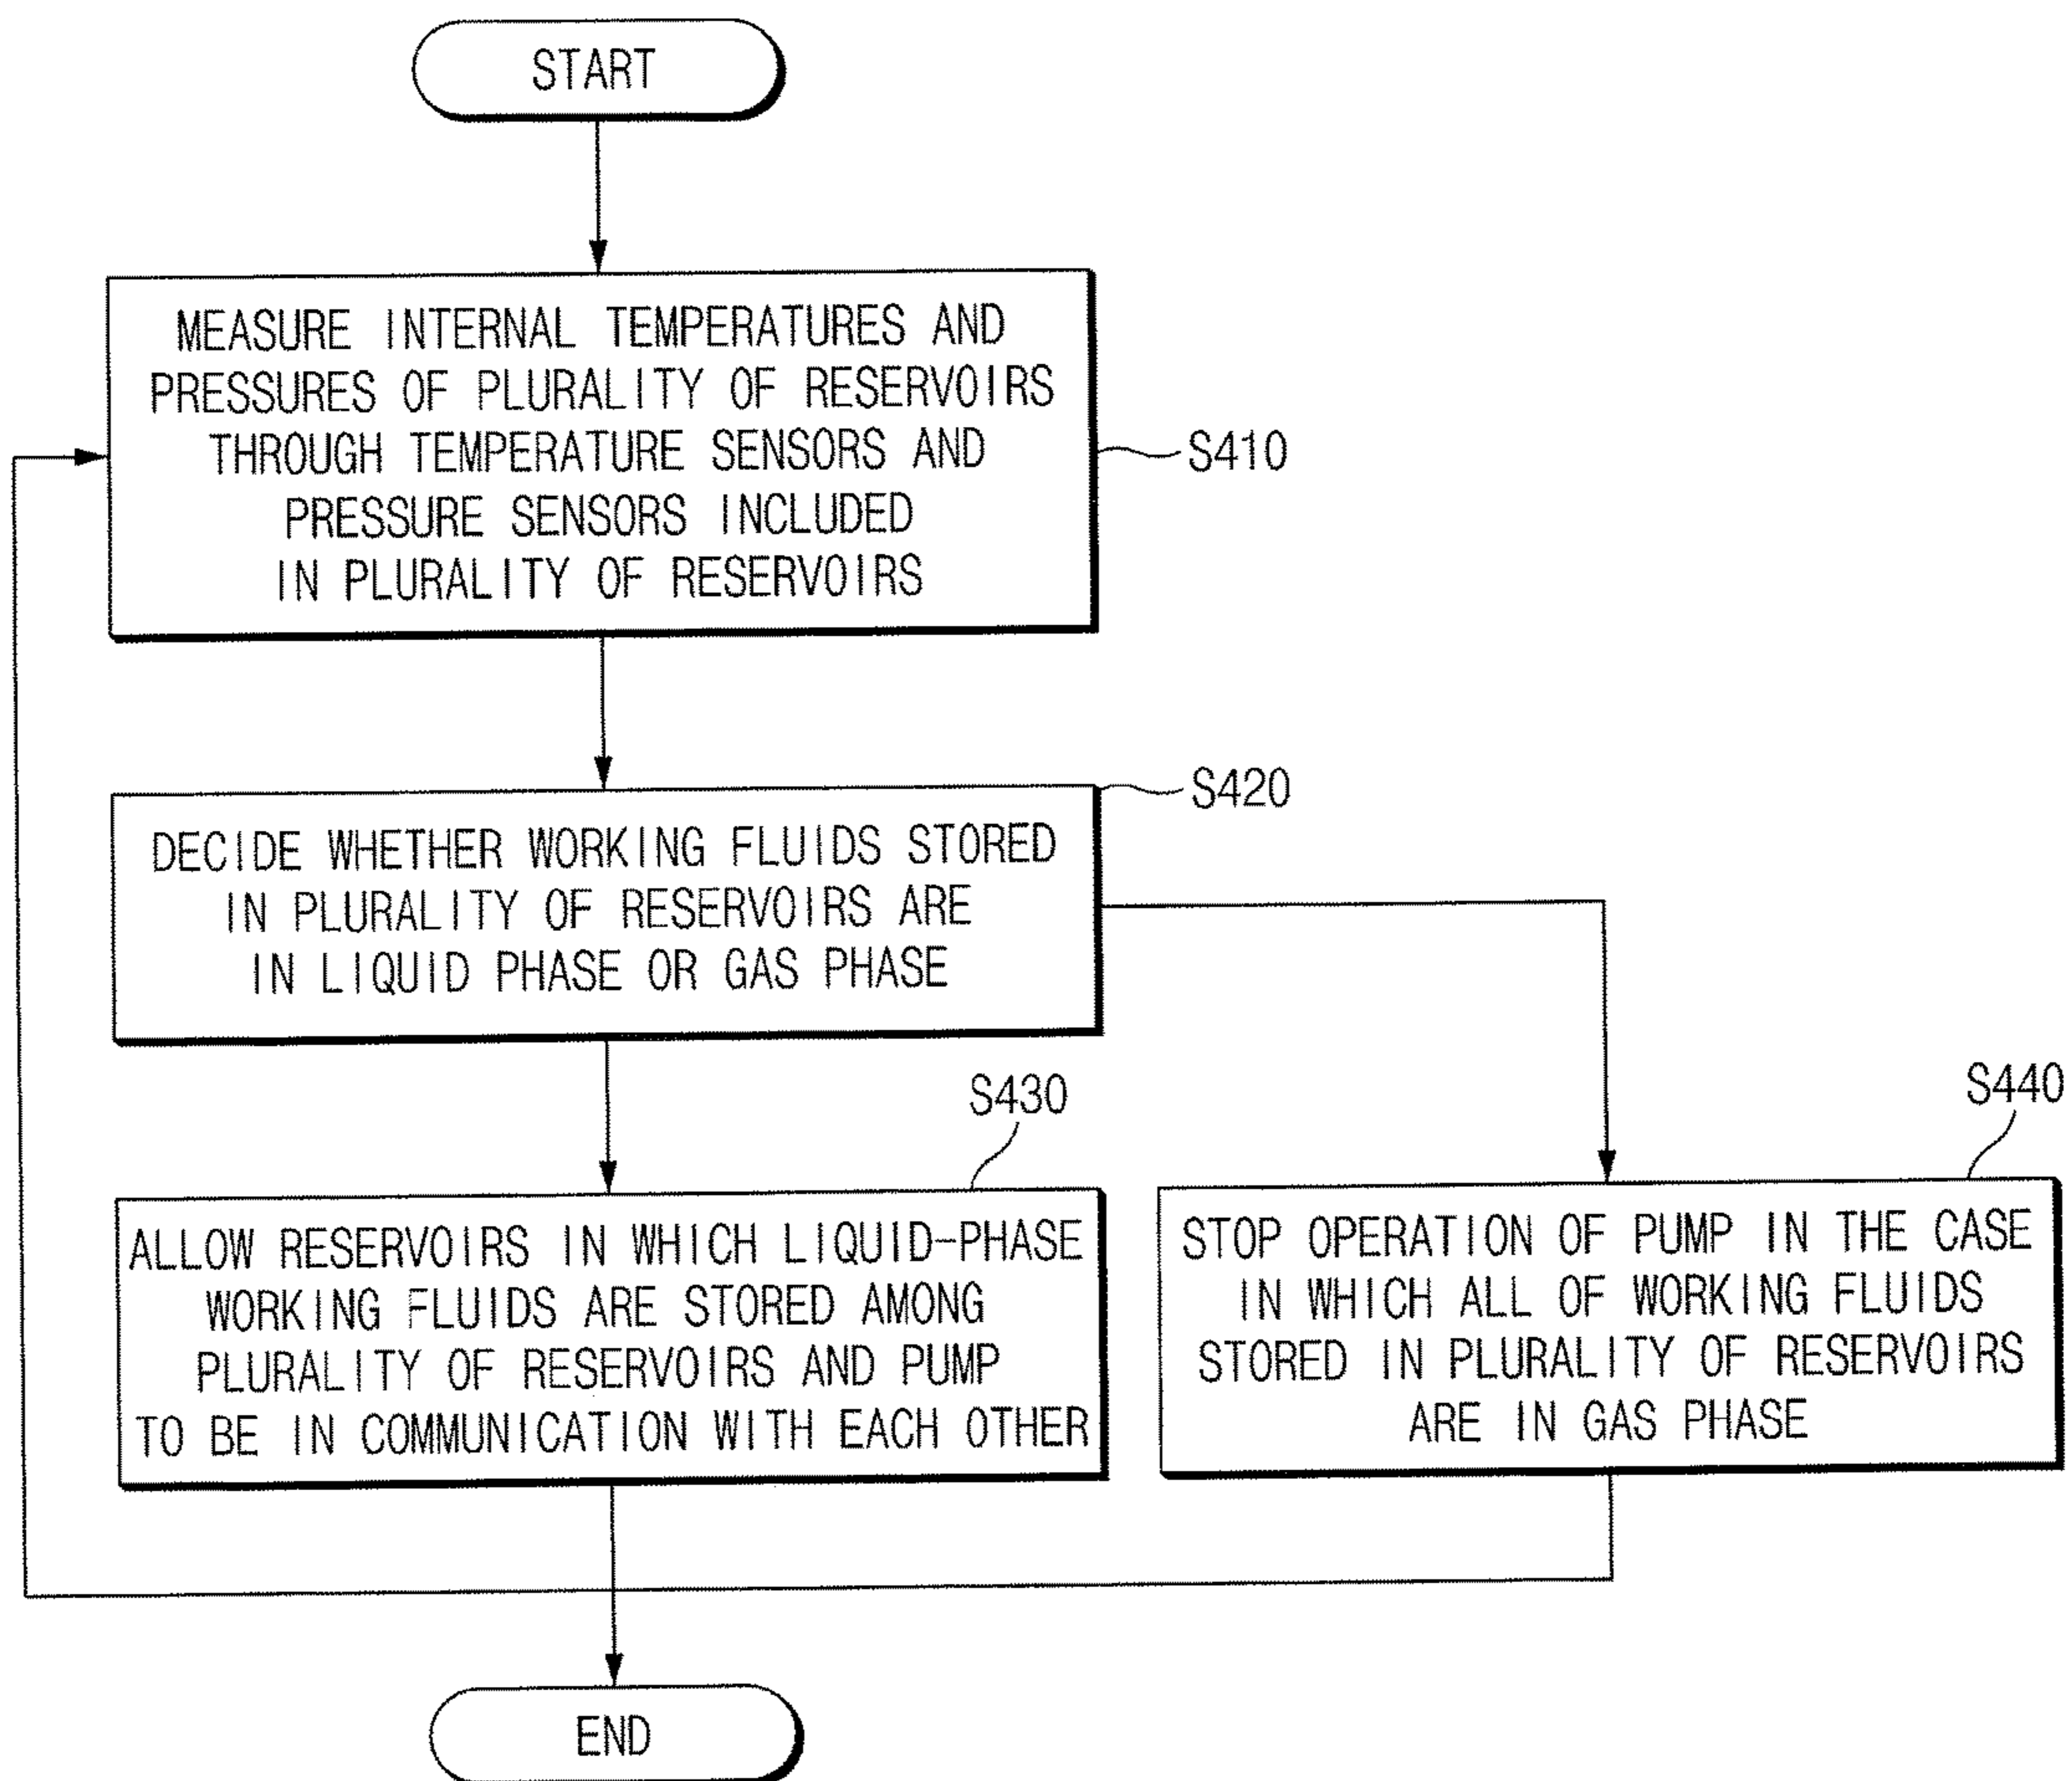 START
MEASURE INTERNAL TEMPERATURES AND
PRESSURES OF PLURALITY OF RESERVOIRS
THROUGH TEMPERATURE SENSORS AND
PRESSURE SENSORS INCLUDED
IN PLURALITY OF RESERVOIRS
S410
S420
DECIDE WHETHER WORKING FLUIDS STORED
IN PLURALITY OF RESERVOIRS ARE
IN LIQUID PHASE OR GAS PHASE
S430
ALLOW RESERVOIRS IN WHICH LIQUID-PHASE
WORKING FLUIDS ARE STORED AMONG
PLURALITY OF RESERVOIRS AND PUMP
TO BE IN COMMUNICATION WITH EACH OTHER
S440
STOP OPERATION OF PUMP IN THE CASE
IN WHICH ALL OF WORKING FLUIDS
STORED IN PLURALITY OF RESERVOIRS
ARE IN GAS PHASE
END